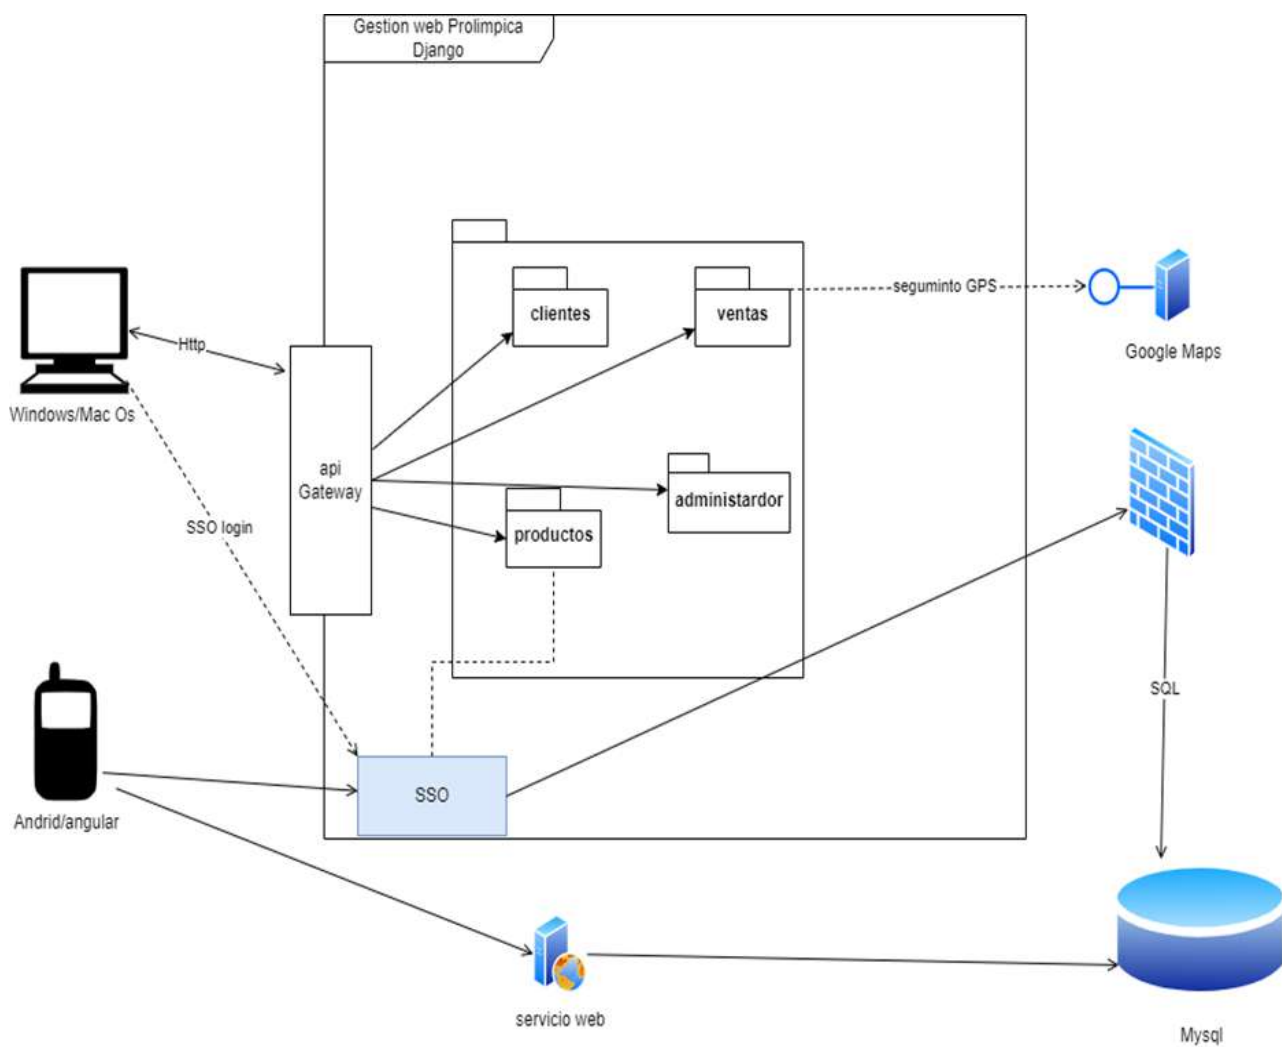 Gestion web Prolimpica
Django
clientes
ventas
seguminto GPS
Google Maps
Http
Windows/Mac Os
api
Gateway
administardor
productos
SSO login
SQL
SSO
Andrid/angular
servicio web
Mysql